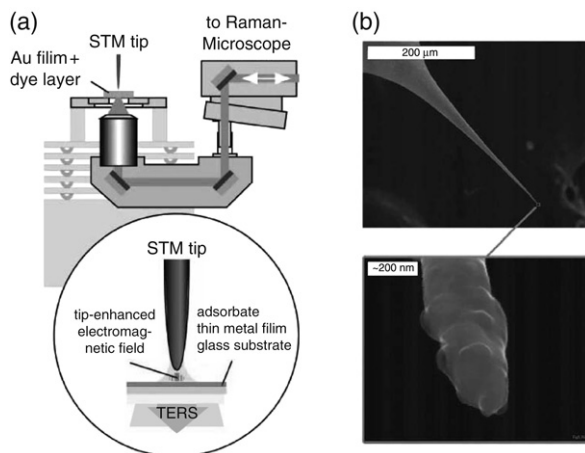 (a)
STM tip
Au filim+
dye layer
to Raman-
Microscope
STM tip
tip-enhanced
electromag-
netic field
adsorbate
thin metal filim
glass substrate
TERS
(b)
200 µm
~200 nm